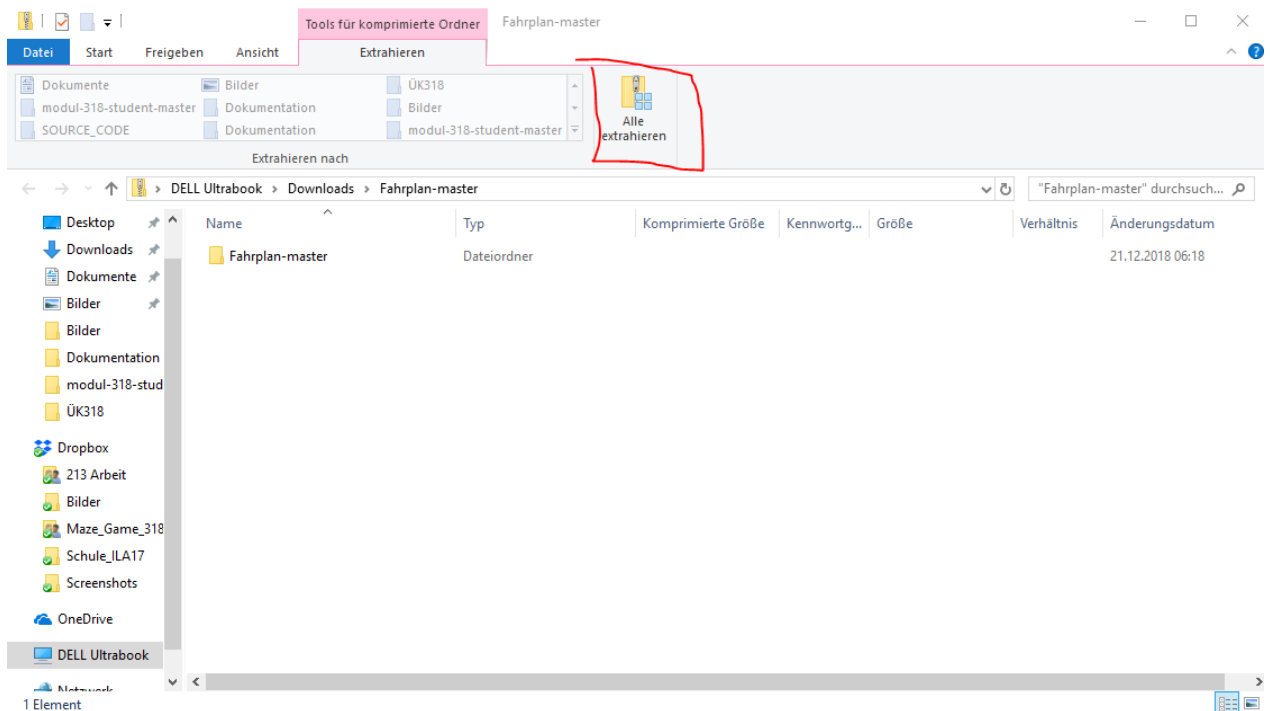 Tools für komprimierte Ordner Fahrplan-master
Datei Start Freigeben Ansicht Extrahieren
Dokumente Bilder ÜK318
modul-318-student-master Dokumentation Bilder
SOURCE_CODE Dokumentation modul-318-student-master
Alle
extrahieren
Extrahieren nach
DELL Ultrabook › Downloads › Fahrplan-master "Fahrplan-master" durchsuch...
Name Typ Komprimierte Größe Kennwortg... Größe Verhältnis Änderungsdatum
Fahrplan-master Dateiordner 21.12.2018 06:18
Desktop
Downloads
Dokumente
Bilder
Bilder
Dokumentation
modul-318-stud
ÜK318
Dropbox
213 Arbeit
Bilder
Maze_Game_318
Schule_ILA17
Screenshots
OneDrive
DELL Ultrabook
Netzwerk
1 Element